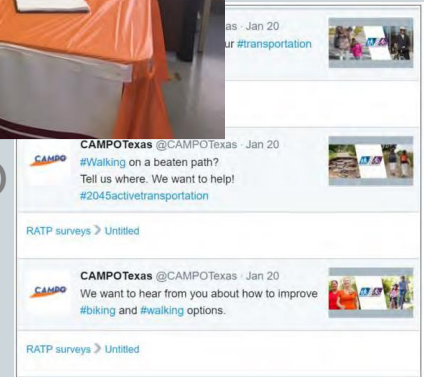 as · Jan 20
ur #transportation
CAMPO
CAMPOTexas @CAMPOTexas · Jan 20
#Walking on a beaten path?
Tell us where. We want to help!
#2045activetransportation
RATP surveys > Untitled
CAMPO
CAMPOTexas @CAMPOTexas · Jan 20
We want to hear from you about how to improve
#biking and #walking options.
RATP surveys > Untitled